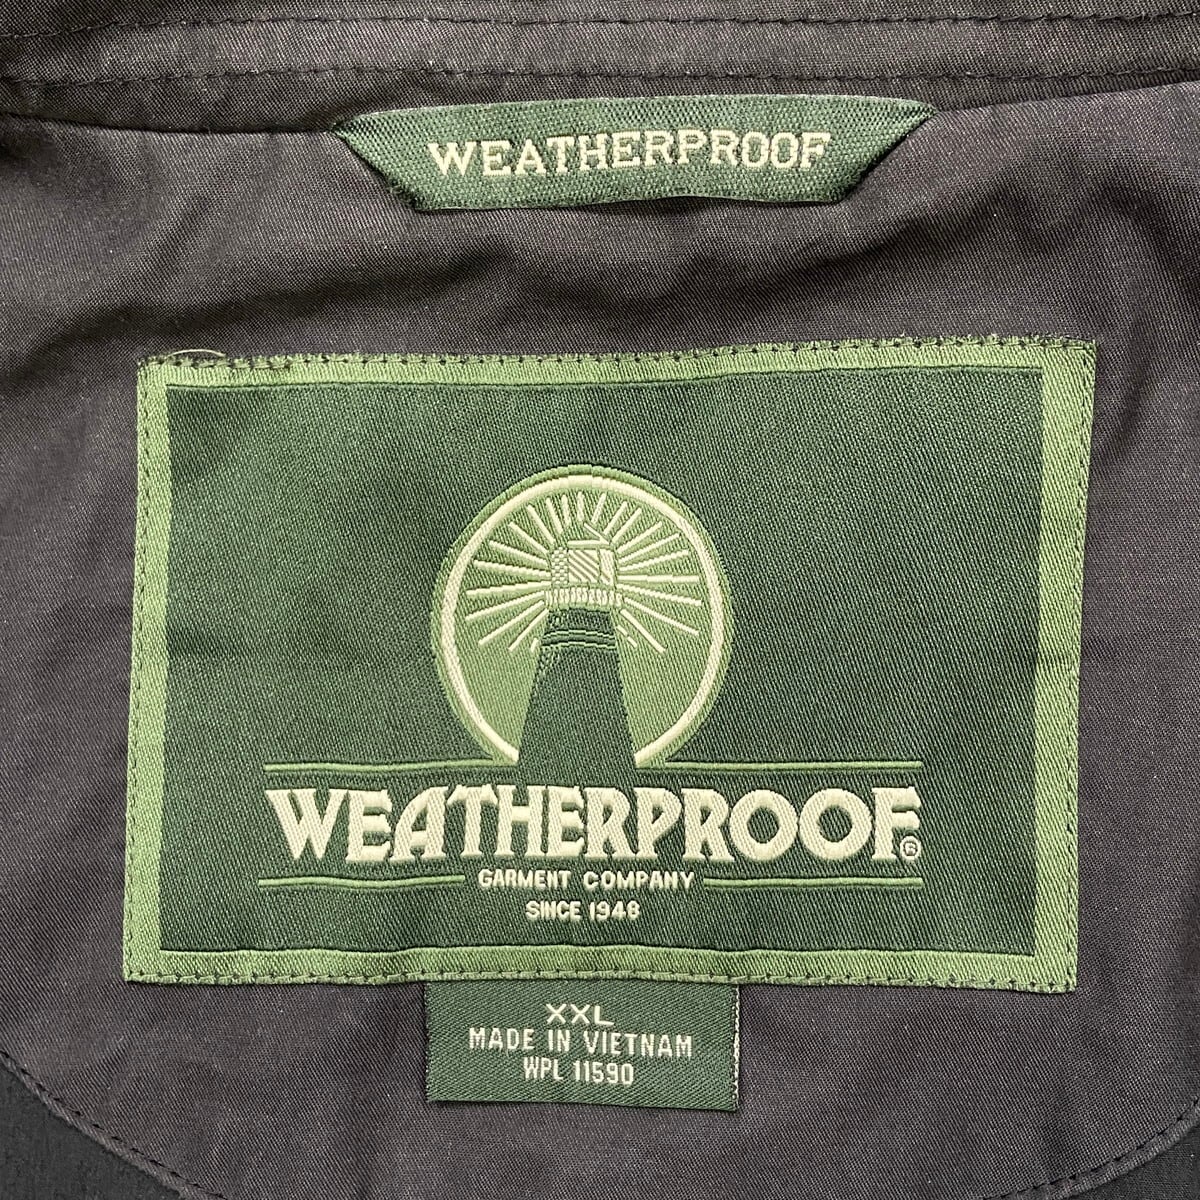 WEATHERPROOF
WEATHERPROOF®
GARMENT COMPANY
SINCE 1948
XXL
MADE IN VIETNAM
WPL 11590